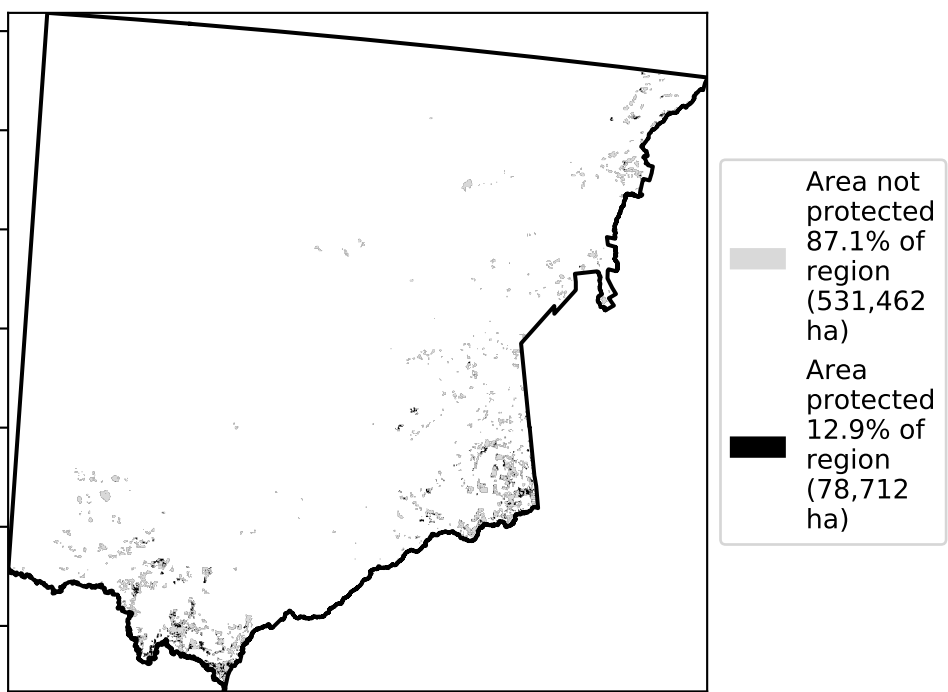 Area not
protected
87.1% of
region
(531,462
ha)
Area
protected
12.9% of
region
(78,712
ha)